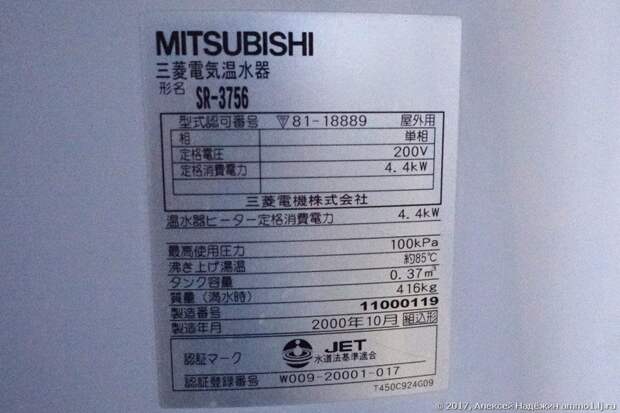 MITSUBISHI
三菱電気温水器
形名 SR-3756
型式認可番号 ▽81-18889 屋外用
相 単相
定格電圧 200V
定格消費電力 4.4kW
三菱電機株式会社
温水器ヒーター定格消費電力 4.4kW
最高使用圧力 100kPa
沸き上げ湯温 約85℃
タンク容量 0.37m³
質量(満水時) 416kg
製造番号 11000119
製造年月 2000年10月 組込形
認証マーク JET
水道法基準適合
認証登録番号 W009-20001-017
T450C924G09
© 2017, Алексей Надёжин ammo1.lj.ru